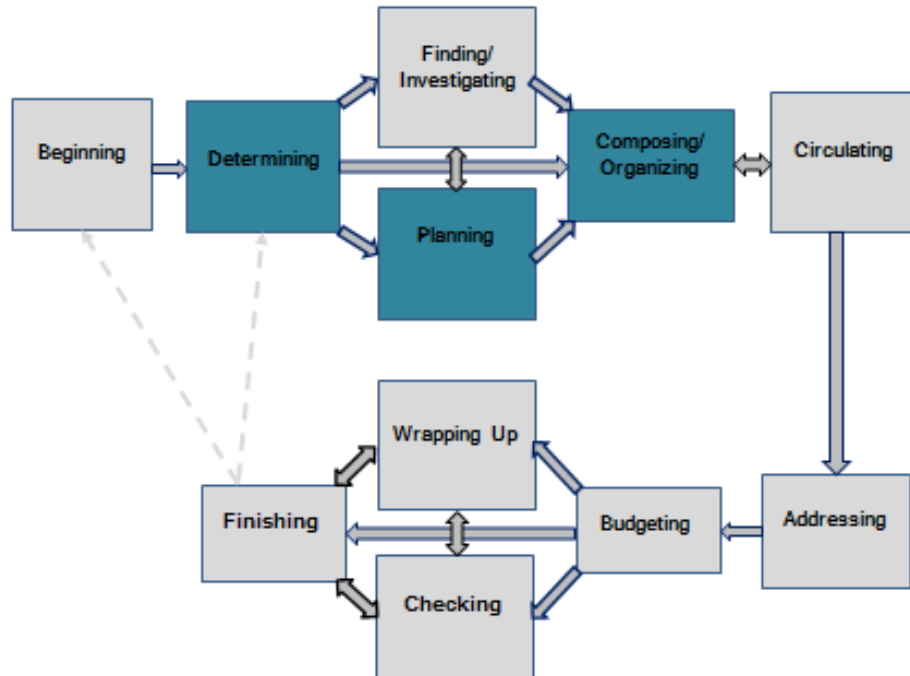 Finding/
Investigating
Beginning
Determining
Composing/
Organizing
Circulating
Planning
Wrapping Up
Finishing
Budgeting
Addressing
Checking